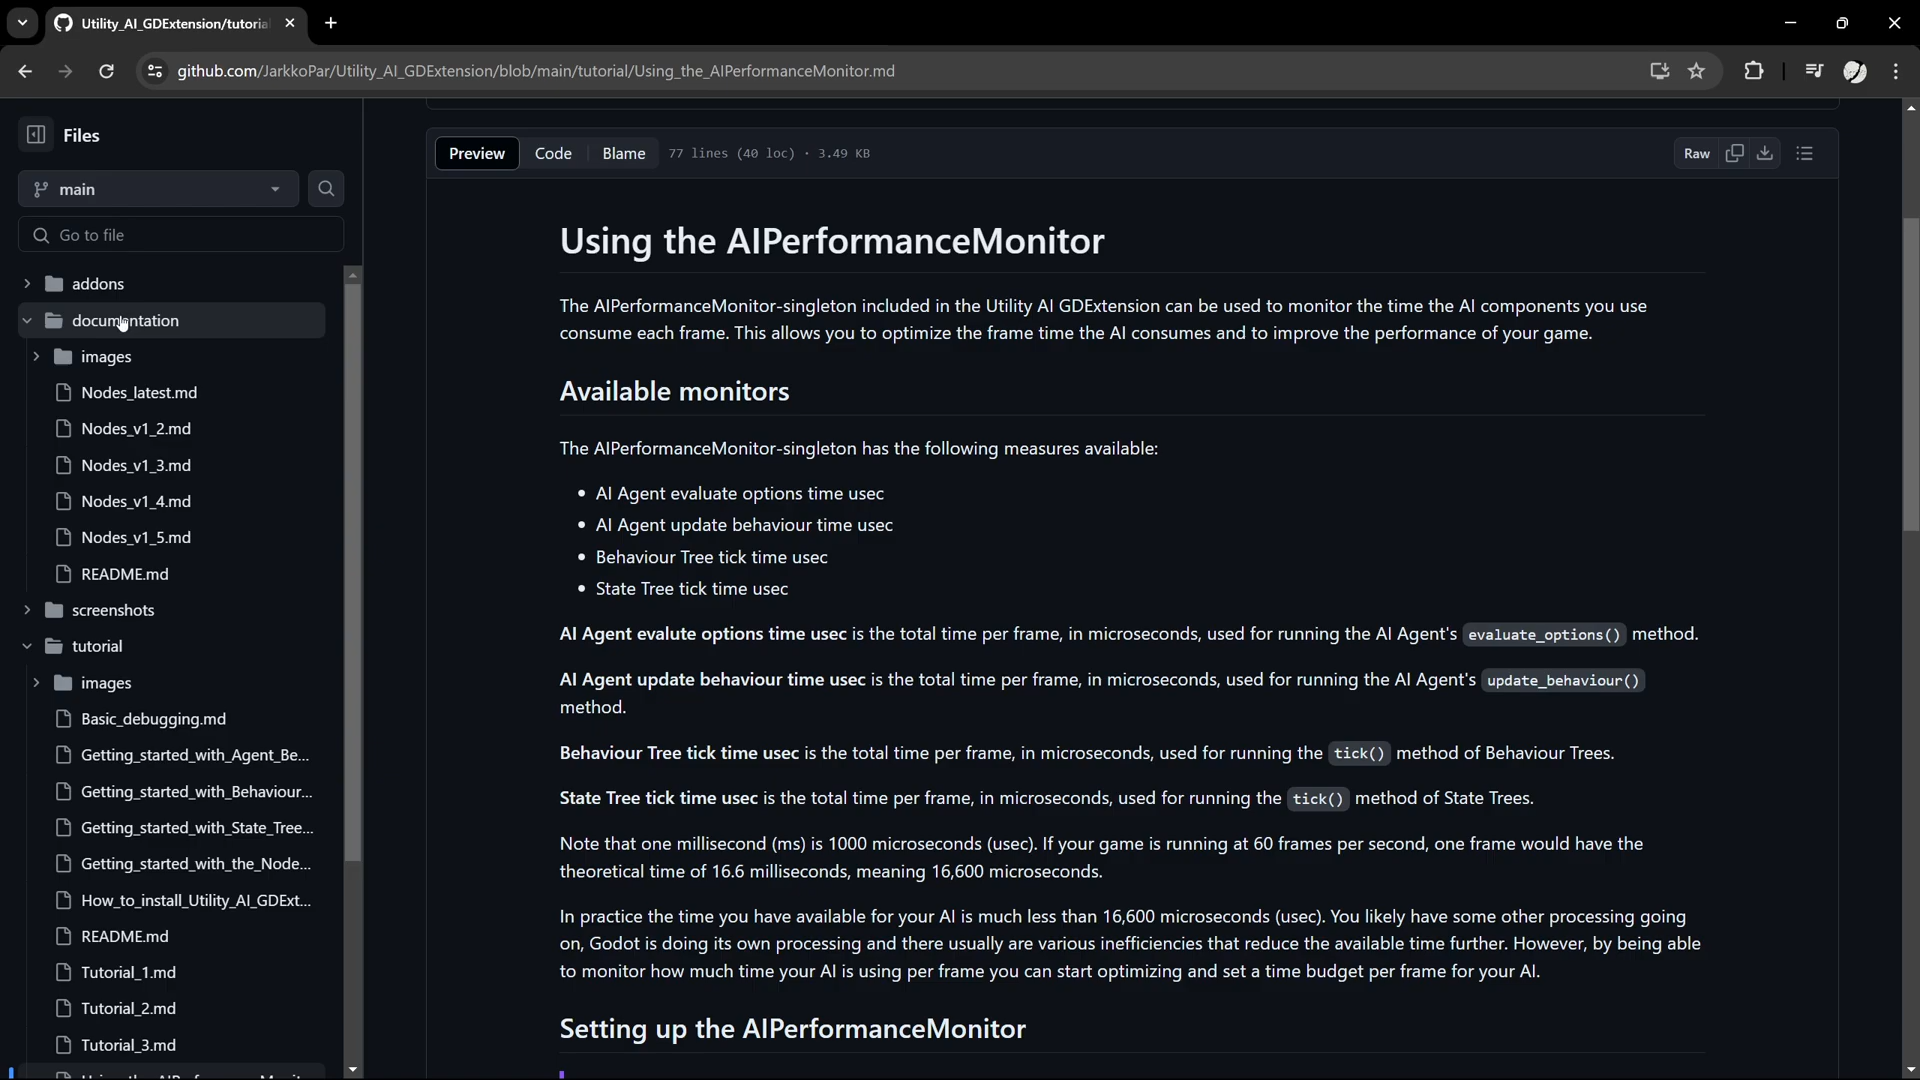 Utility_AI_GDExtension/tutoria
github.com/JarkkoPar/Utility_AI_GDExtension/blob/main/tutorial/Using_the_AIPerformanceMonitor.md
Files
main
Go to file
addons
documentation
images
Nodes_latest.md
Nodes_v1_2.md
Nodes_v1_3.md
Nodes_v1_4.md
Nodes_v1_5.md
README.md
screenshots
tutorial
images
Basic_debugging.md
Getting_started_with_Agent_Be...
Getting_started_with_Behaviour...
Getting_started_with_State_Tree...
Getting_started_with_the_Node...
How_to_install_Utility_AI_GDExt...
README.md
Tutorial_1.md
Tutorial_2.md
Tutorial_3.md
Preview Code Blame 77 lines (40 loc) · 3.49 KB Raw
Using the AIPerformanceMonitor
The AIPerformanceMonitor-singleton included in the Utility AI GDExtension can be used to monitor the time the AI components you use
consume each frame. This allows you to optimize the frame time the AI consumes and to improve the performance of your game.
Available monitors
The AIPerformanceMonitor-singleton has the following measures available:
• AI Agent evaluate options time usec
• AI Agent update behaviour time usec
• Behaviour Tree tick time usec
• State Tree tick time usec
AI Agent evalute options time usec is the total time per frame, in microseconds, used for running the AI Agent's evaluate_options() method.
AI Agent update behaviour time usec is the total time per frame, in microseconds, used for running the AI Agent's update_behaviour()
method.
Behaviour Tree tick time usec is the total time per frame, in microseconds, used for running the tick() method of Behaviour Trees.
State Tree tick time usec is the total time per frame, in microseconds, used for running the tick() method of State Trees.
Note that one millisecond (ms) is 1000 microseconds (usec). If your game is running at 60 frames per second, one frame would have the
theoretical time of 16.6 milliseconds, meaning 16,600 microseconds.
In practice the time you have available for your AI is much less than 16,600 microseconds (usec). You likely have some other processing going
on, Godot is doing its own processing and there usually are various inefficiencies that reduce the available time further. However, by being able
to monitor how much time your AI is using per frame you can start optimizing and set a time budget per frame for your AI.
Setting up the AIPerformanceMonitor